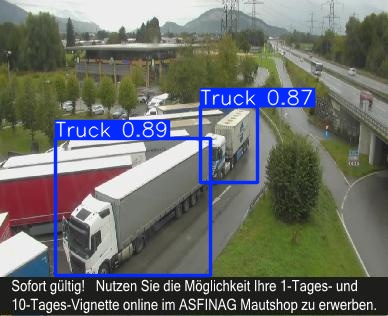 Truck 0.87
Truck 0.89
Sofort gültig! Nutzen Sie die Möglichkeit Ihre 1-Tages- und
10-Tages-Vignette online im ASFINAG Mautshop zu erwerben.